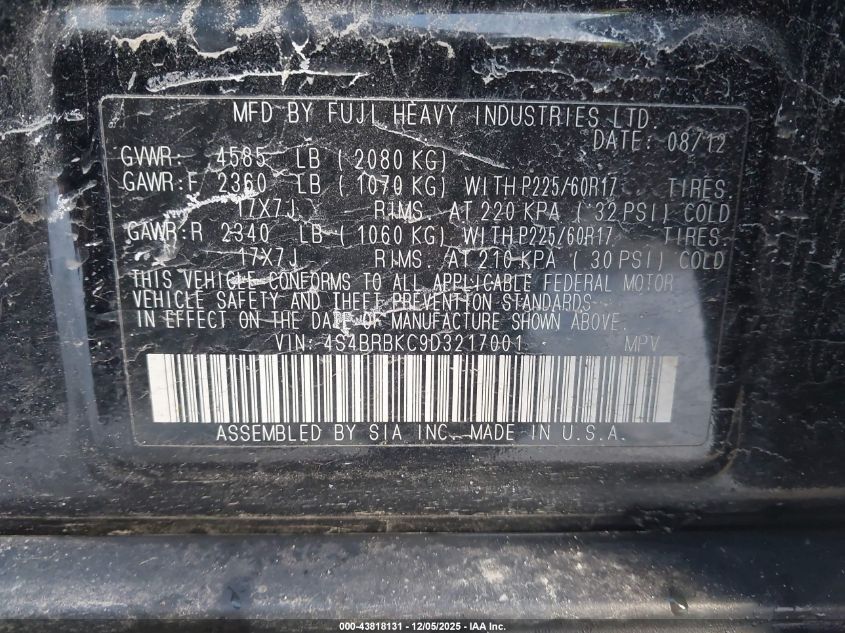 MFD BY FUJI HEAVY INDUSTRIES LTD.
DATE: 08/12
GVWR: 4585 LB ( 2080 KG)
GAWR:F 2360 LB ( 1070 KG) WITH P225/60R17 TIRES
17X7J RIMS. AT 220 KPA ( 32 PSI) COLD
GAWR:R 2340 LB ( 1060 KG) WITH P225/60R17 TIRES.
17X7J RIMS. AT 210 KPA ( 30 PSI) COLD
THIS VEHICLE CONFORMS TO ALL APPLICABLE FEDERAL MOTOR
VEHICLE SAFETY AND THEFT PREVENTION STANDARDS
IN EFFECT ON THE DATE OF MANUFACTURE SHOWN ABOVE.
VIN: 4S4BRBKC9D3217001 MPV
ASSEMBLED BY SIA INC. MADE IN U.S.A.
000-43818131 - 12/05/2025 - IAA Inc.